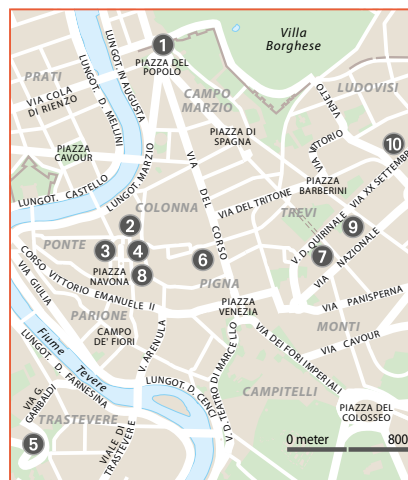 1
Villa
Borghese
PIAZZA DEL
POPOLO
PRATI
LUNGOT. IN AUGUSTA
LUNGOT. D. MELLINI
VIA COLA
DI RIENZO
CAMPO
MARZIO
LUDOVISI
VIA V. VENETO
VITTORIO
10
PIAZZA DI
SPAGNA
PIAZZA
CAVOUR
LUNGOT. MARZIO
VIA DEL CORSO
PIAZZA
BARBERINI
VIA XX SETTEMBRE
LUNGOT. CASTELLO
COLONNA
VIA DEL TRITONE
TREVI
2
9
PONTE
3
4
6
V. D. QUIRINALE
7
VIA NAZIONALE
8
PIAZZA
NAVONA
CORSO VITTORIO EMANUELE II
VIA GIULIA
PIGNA
PIAZZA
VENEZIA
VIA PANISPERNA
PARIONE
CAMPO
DE' FIORI
V. ARENULA
MONTI
VIA CAVOUR
Fiume Tevere
LUNGOT. D. FARNESINA
LUNGOT. D. CENCI
V. D. TEATRO DI MARCELLO
VIA DEI FORI IMPERIALI
CAMPITELLI
VIA G.
GARIBALDI
TRASTEVERE
PIAZZA DEL
COLOSSEO
5
VIALE DI
TRASTEVERE
0 meter 800